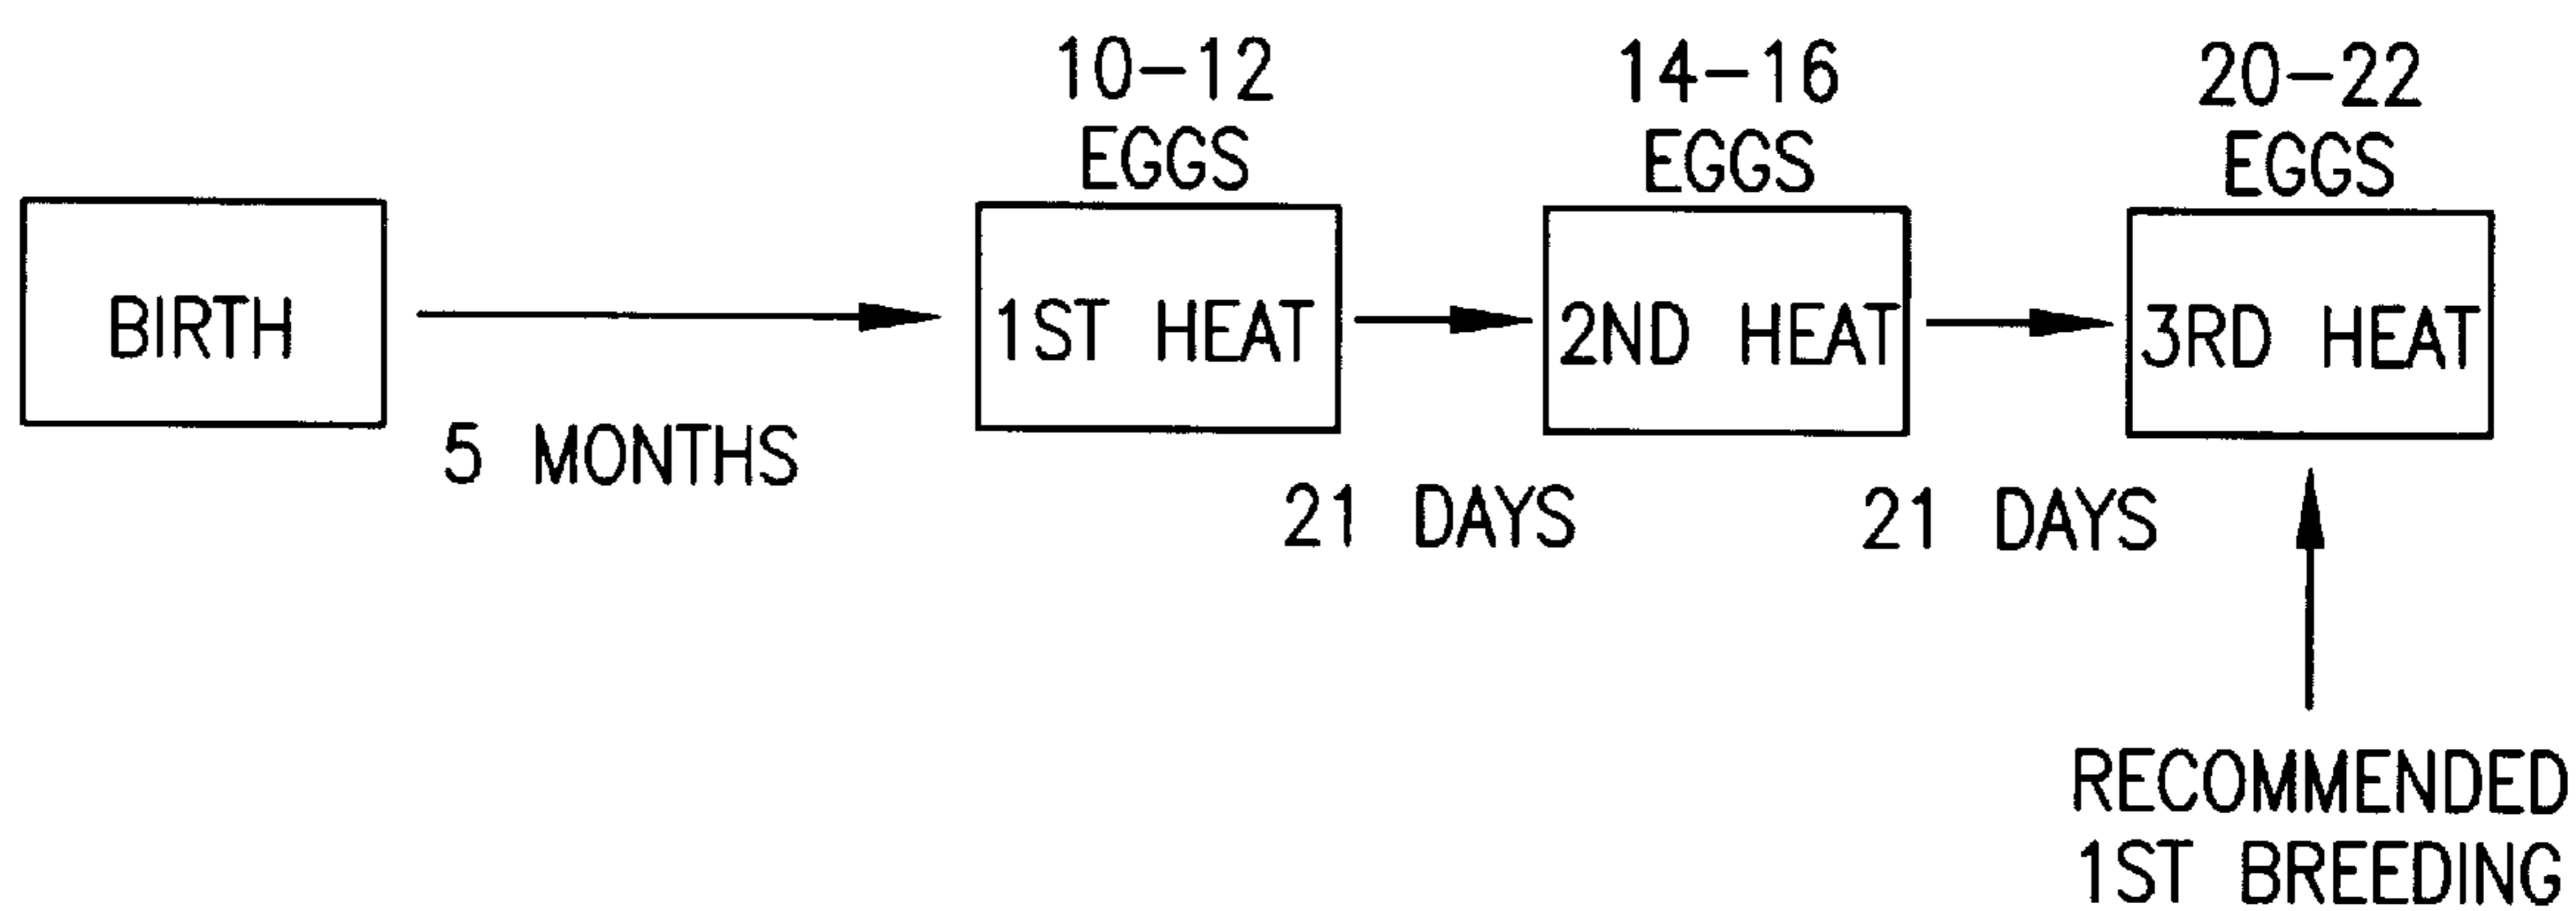 10-12
EGGS
14-16
EGGS
20-22
EGGS
BIRTH
1ST HEAT
2ND HEAT
3RD HEAT
5 MONTHS
21 DAYS
21 DAYS
RECOMMENDED
1ST BREEDING